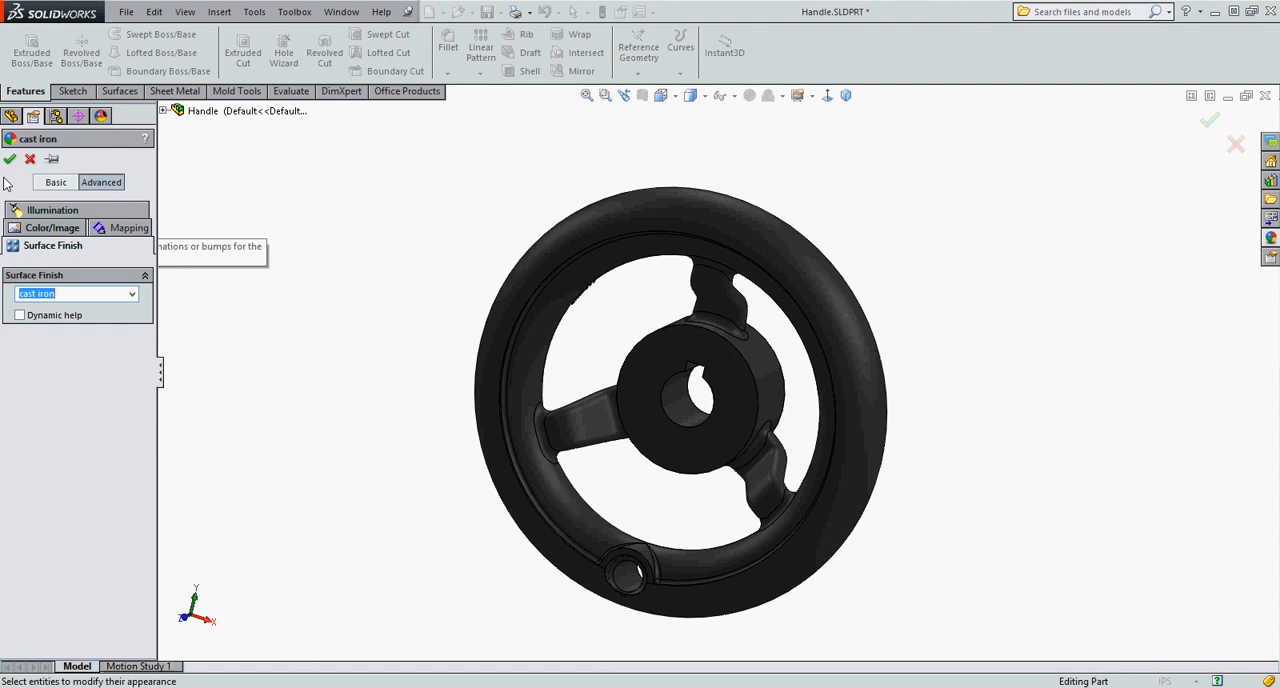 SOLIDWORKS File Edit View Insert Tools Toolbox Window Help Handle.SLDPRT * Search files and models
Extruded Boss/Base
Revolved Boss/Base
Swept Boss/Base
Lofted Boss/Base
Boundary Boss/Base
Extruded Cut
Hole Wizard
Revolved Cut
Swept Cut
Lofted Cut
Boundary Cut
Fillet
Linear Pattern
Rib
Draft
Shell
Wrap
Intersect
Mirror
Reference Geometry
Curves
Instant3D
Features Sketch Surfaces Sheet Metal Mold Tools Evaluate DimXpert Office Products
Handle (Default<<Default...
cast iron ?
Basic Advanced
Illumination
Color/Image Mapping
Surface Finish
nations or bumps for the
Surface Finish
cast iron
Dynamic help
Y
Z X
Model Motion Study 1
Select entities to modify their appearance Editing Part IPS